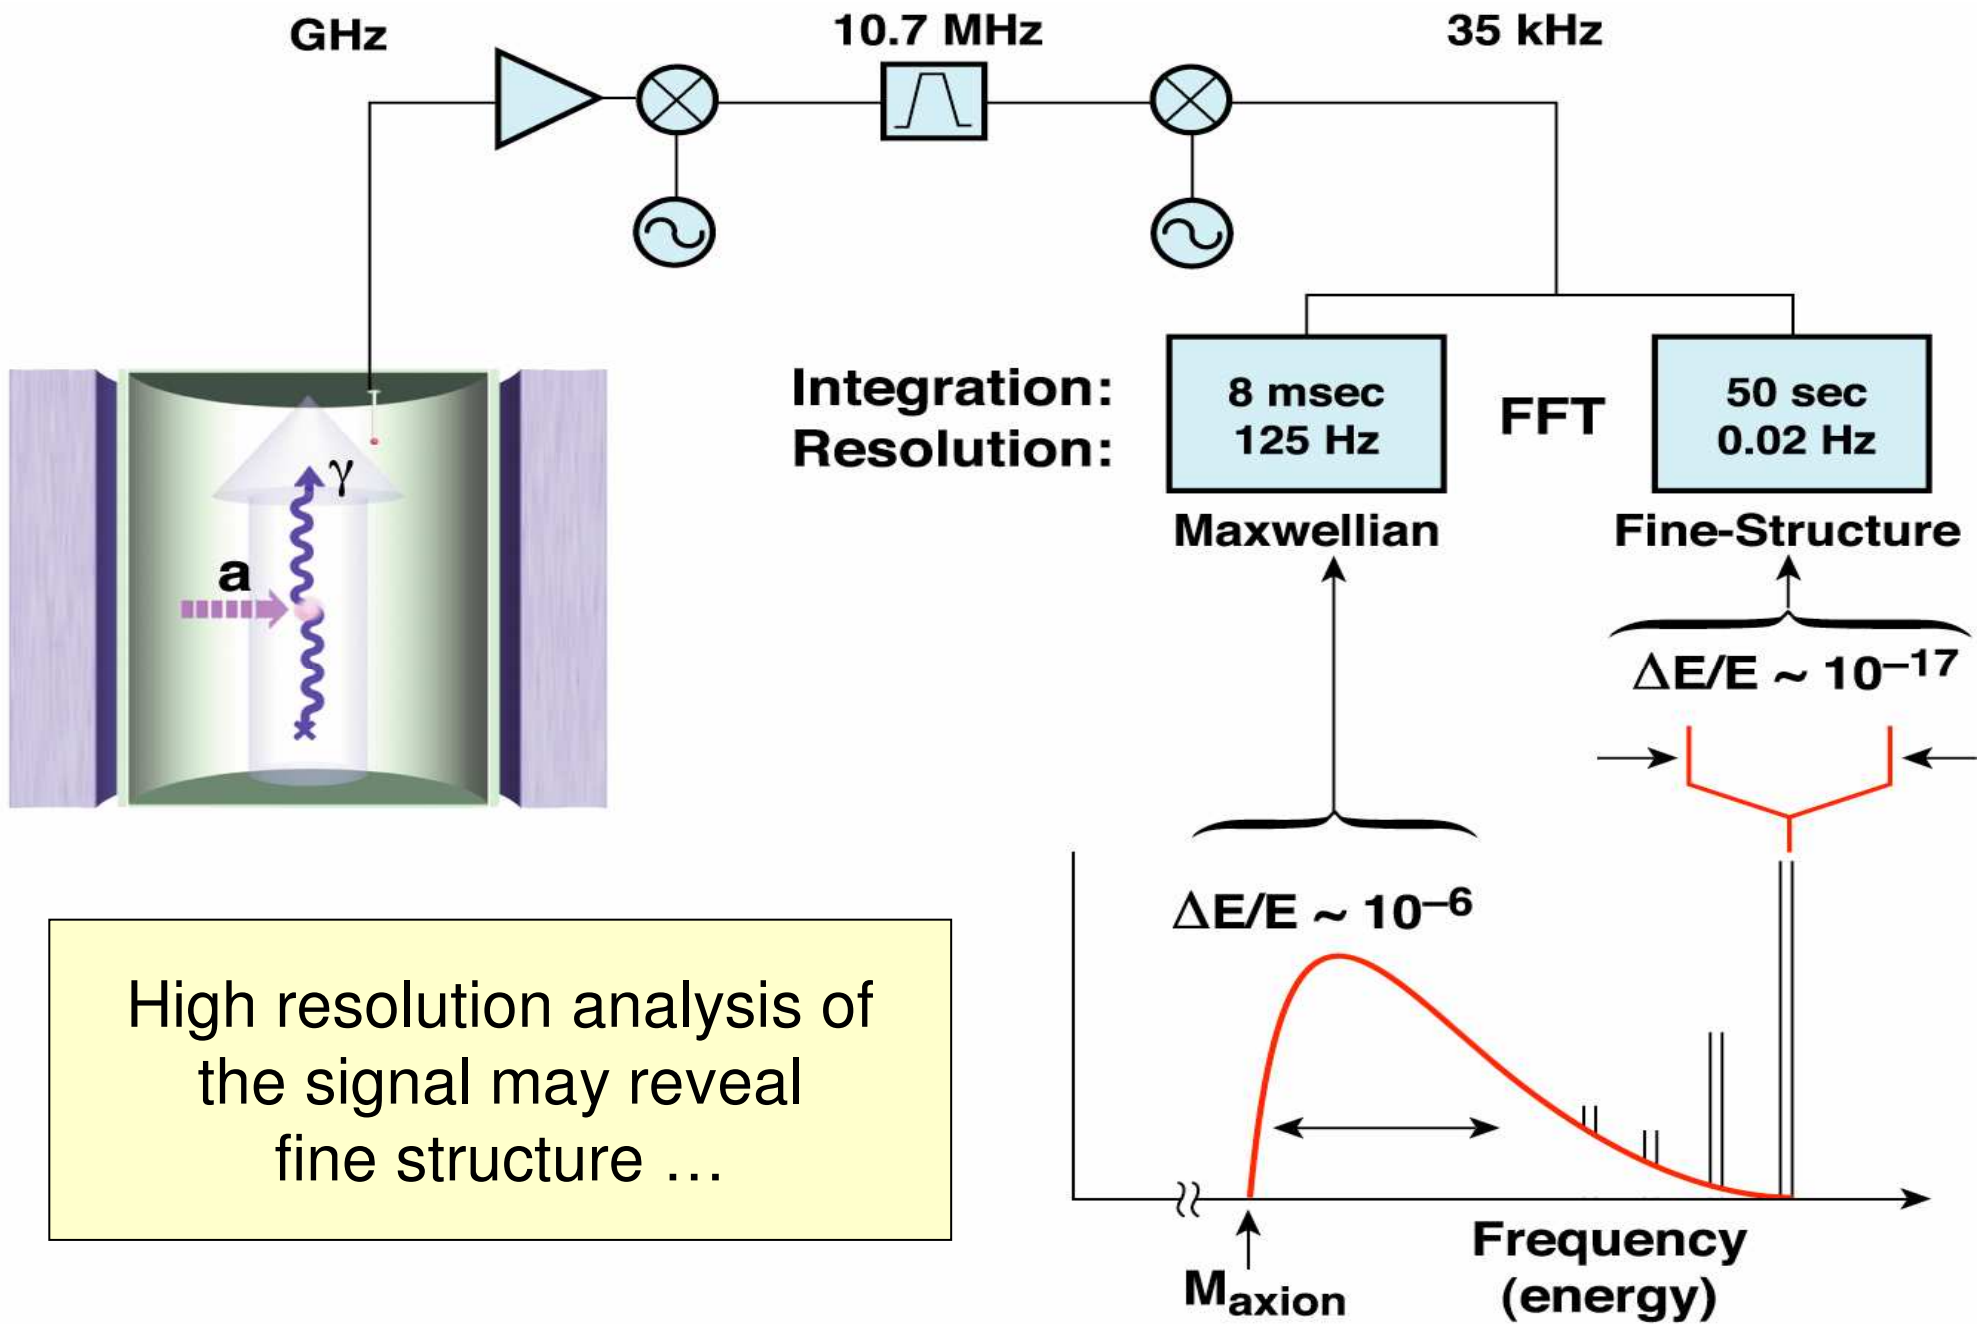 GHz
10.7 MHz
35 kHz
Integration:
Resolution:
8 msec
125 Hz
FFT
50 sec
0.02 Hz
Maxwellian
Fine-Structure
γ
a
ΔE/E ~ 10⁻¹⁷
ΔE/E ~ 10⁻⁶
High resolution analysis of
the signal may reveal
fine structure …
Maxion
Frequency
(energy)